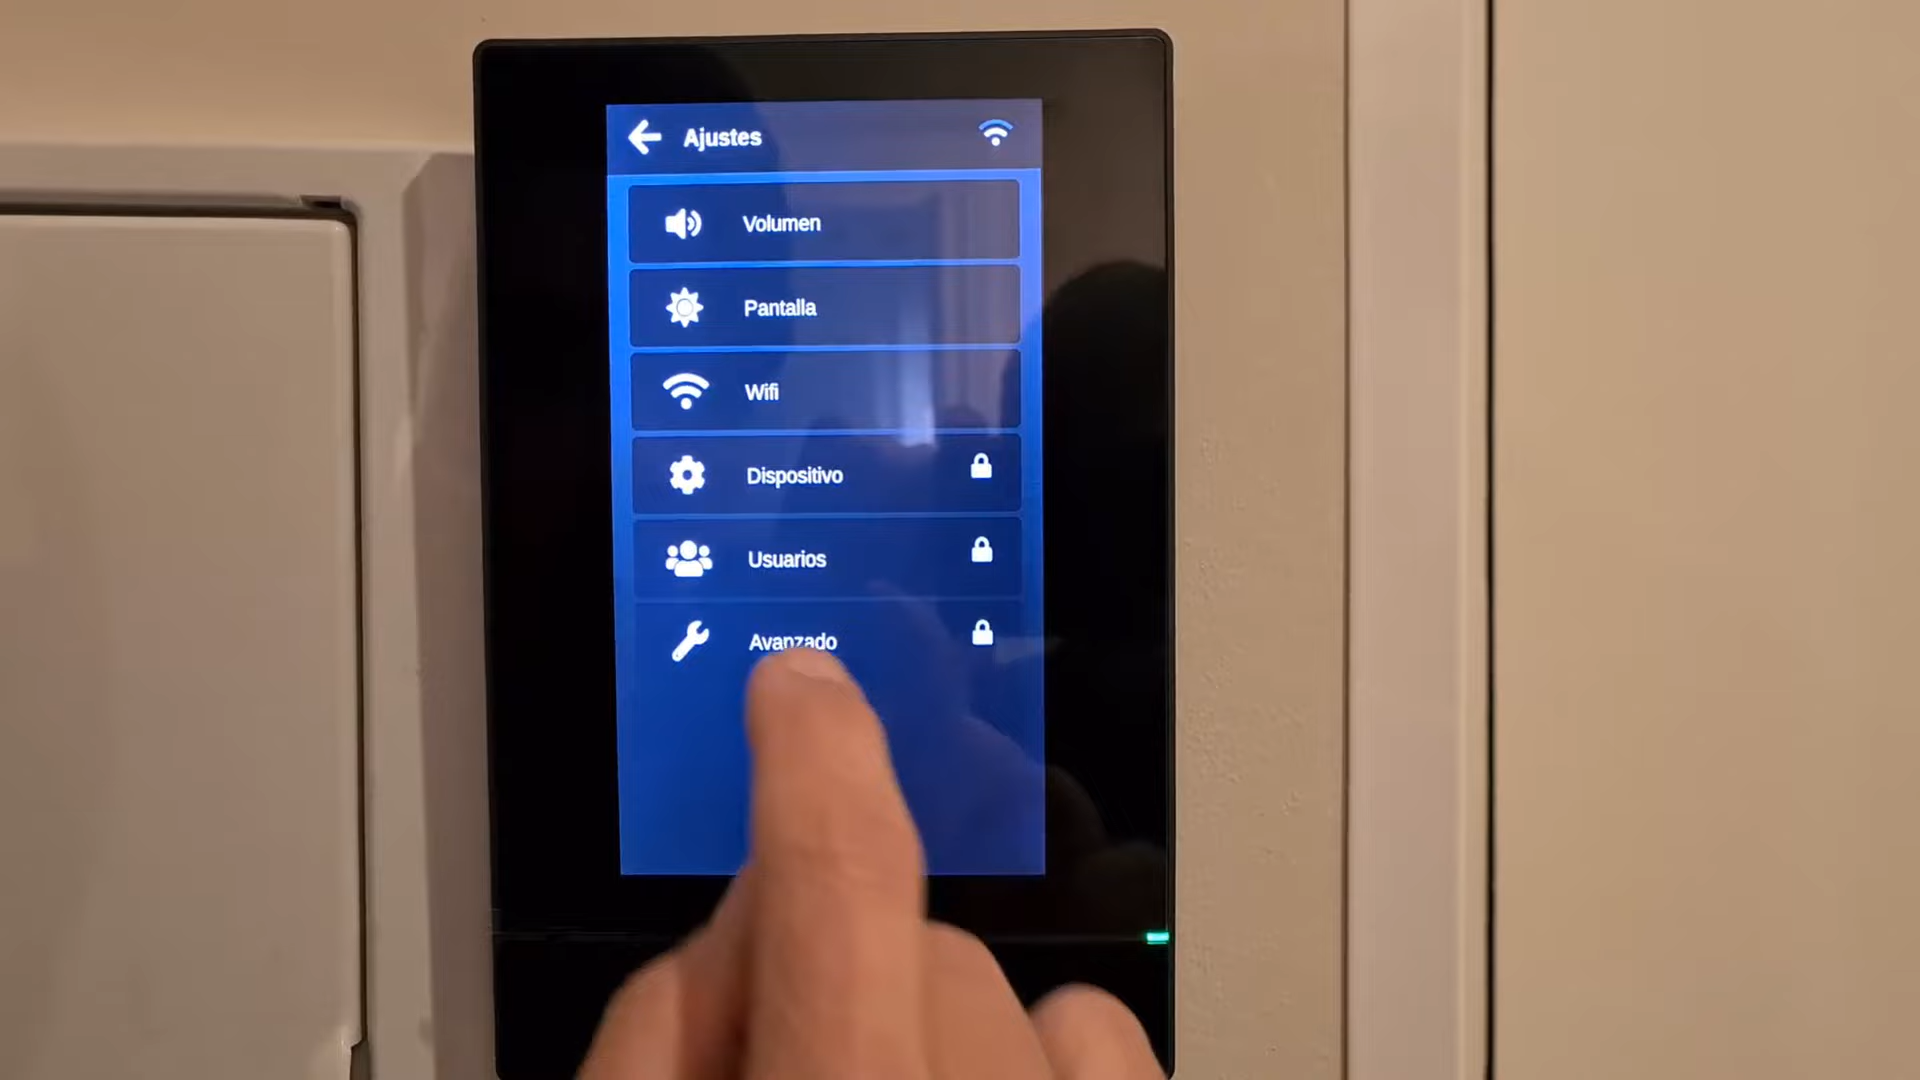 Ajustes
Volumen
Pantalla
Wifi
Dispositivo
Usuarios
Avanzado